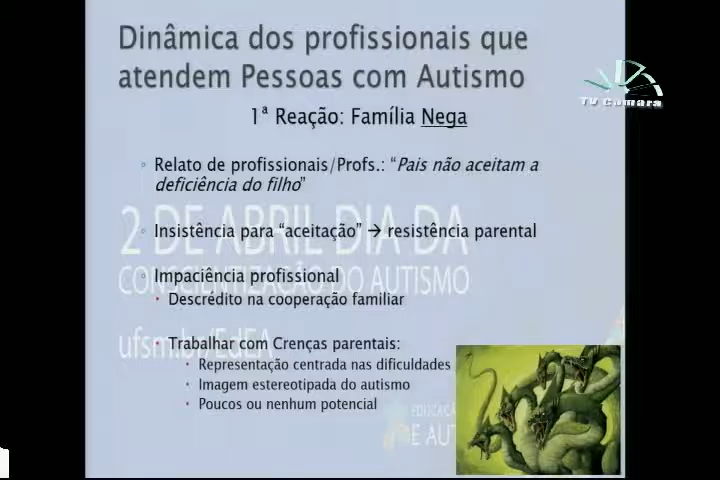 Dinâmica dos profissionais que
atendem Pessoas com Autismo
TV Camara
1ª Reação: Família Nega
Relato de profissionais/Profs.: “Pais não aceitam a
deficiência do filho”
2 DE ABRIL DIA DA
Insistência para “aceitação” → resistência parental
CONSCIENTIZAÇÃO DO AUTISMO
Impaciência profissional
Descrédito na cooperação familiar
ufsm.br/EdEA
Trabalhar com Crenças parentais:
Representação centrada nas dificuldades
Imagem estereotipada do autismo
Poucos ou nenhum potencial